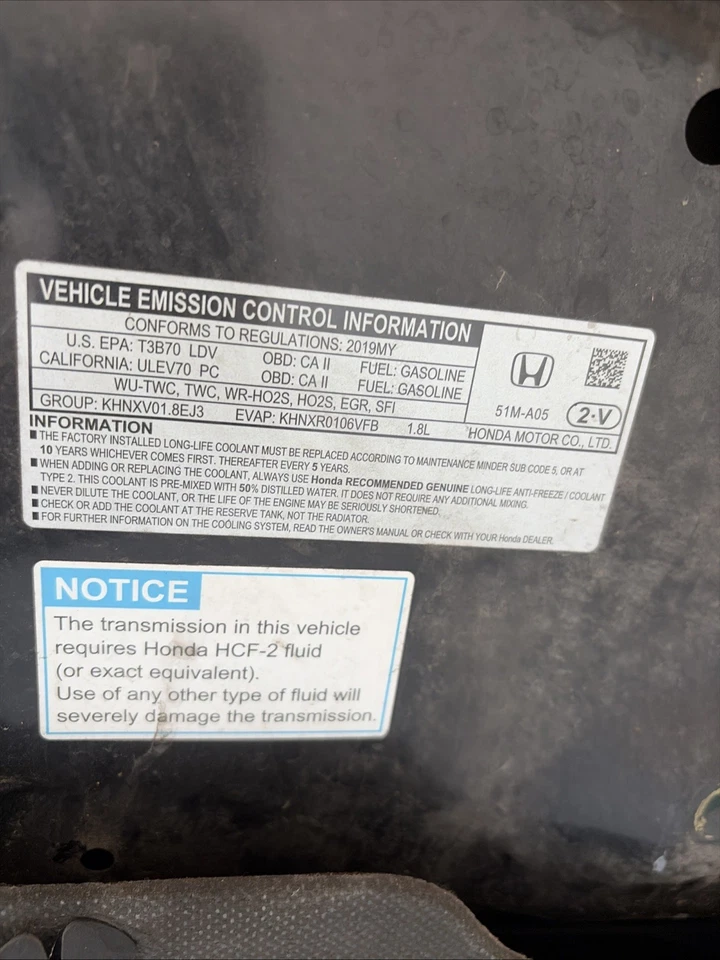 VEHICLE EMISSION CONTROL INFORMATION
CONFORMS TO REGULATIONS: 2019MY
U.S. EPA: T3B70 LDV OBD: CA II FUEL: GASOLINE
CALIFORNIA: ULEV70 PC OBD: CA II FUEL: GASOLINE
WU-TWC, TWC, WR-HO2S, HO2S, EGR, SFI
GROUP: KHNXV01.8EJ3 EVAP: KHNXR0106VFB 1.8L
51M-A05 2·V
HONDA MOTOR CO., LTD.
INFORMATION
■ THE FACTORY INSTALLED LONG-LIFE COOLANT MUST BE REPLACED ACCORDING TO MAINTENANCE MINDER SUB CODE 5, OR AT
10 YEARS WHICHEVER COMES FIRST. THEREAFTER EVERY 5 YEARS.
■ WHEN ADDING OR REPLACING THE COOLANT, ALWAYS USE Honda RECOMMENDED GENUINE LONG-LIFE ANTI-FREEZE / COOLANT
TYPE 2. THIS COOLANT IS PRE-MIXED WITH 50% DISTILLED WATER. IT DOES NOT REQUIRE ANY ADDITIONAL MIXING.
■ NEVER DILUTE THE COOLANT, OR THE LIFE OF THE ENGINE MAY BE SERIOUSLY SHORTENED.
■ CHECK OR ADD THE COOLANT AT THE RESERVE TANK, NOT THE RADIATOR.
■ FOR FURTHER INFORMATION ON THE COOLING SYSTEM, READ THE OWNER'S MANUAL OR CHECK WITH YOUR Honda DEALER.
NOTICE
The transmission in this vehicle
requires Honda HCF-2 fluid
(or exact equivalent).
Use of any other type of fluid will
severely damage the transmission.